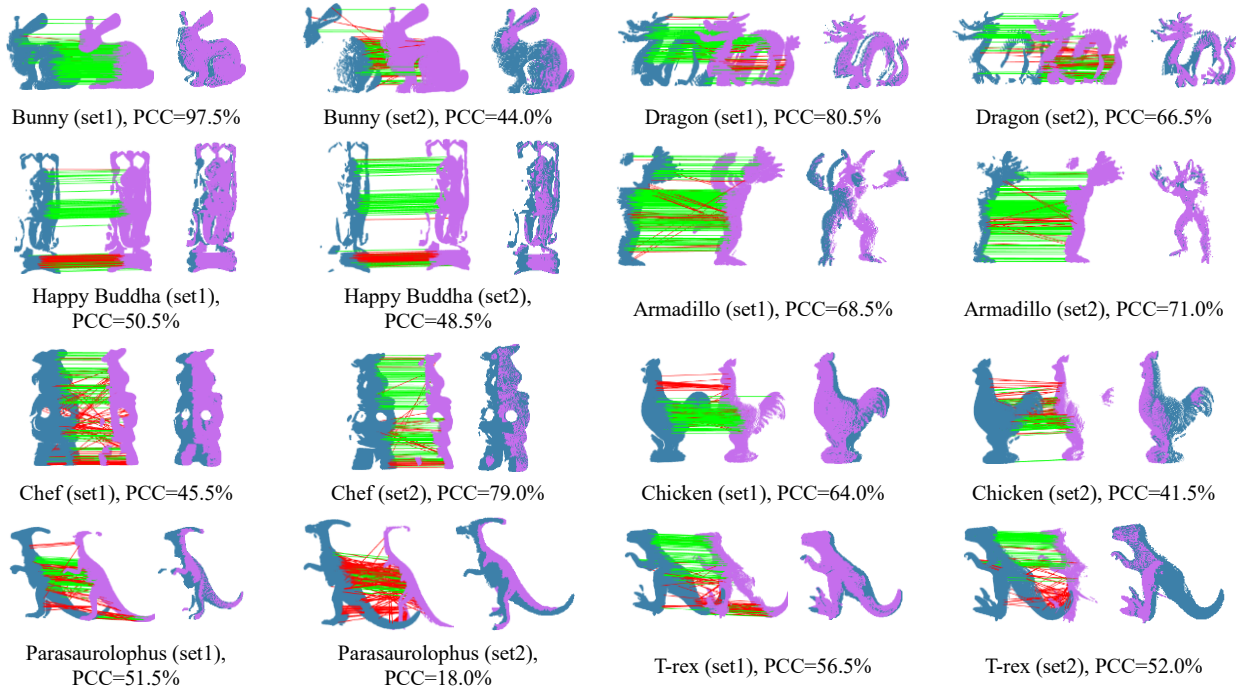 Bunny (set1), PCC=97.5%
Bunny (set2), PCC=44.0%
Dragon (set1), PCC=80.5%
Dragon (set2), PCC=66.5%
Happy Buddha (set1),
PCC=50.5%
Happy Buddha (set2),
PCC=48.5%
Armadillo (set1), PCC=68.5%
Armadillo (set2), PCC=71.0%
Chef (set1), PCC=45.5%
Chef (set2), PCC=79.0%
Chicken (set1), PCC=64.0%
Chicken (set2), PCC=41.5%
Parasaurolophus (set1),
PCC=51.5%
Parasaurolophus (set2),
PCC=18.0%
T-rex (set1), PCC=56.5%
T-rex (set2), PCC=52.0%